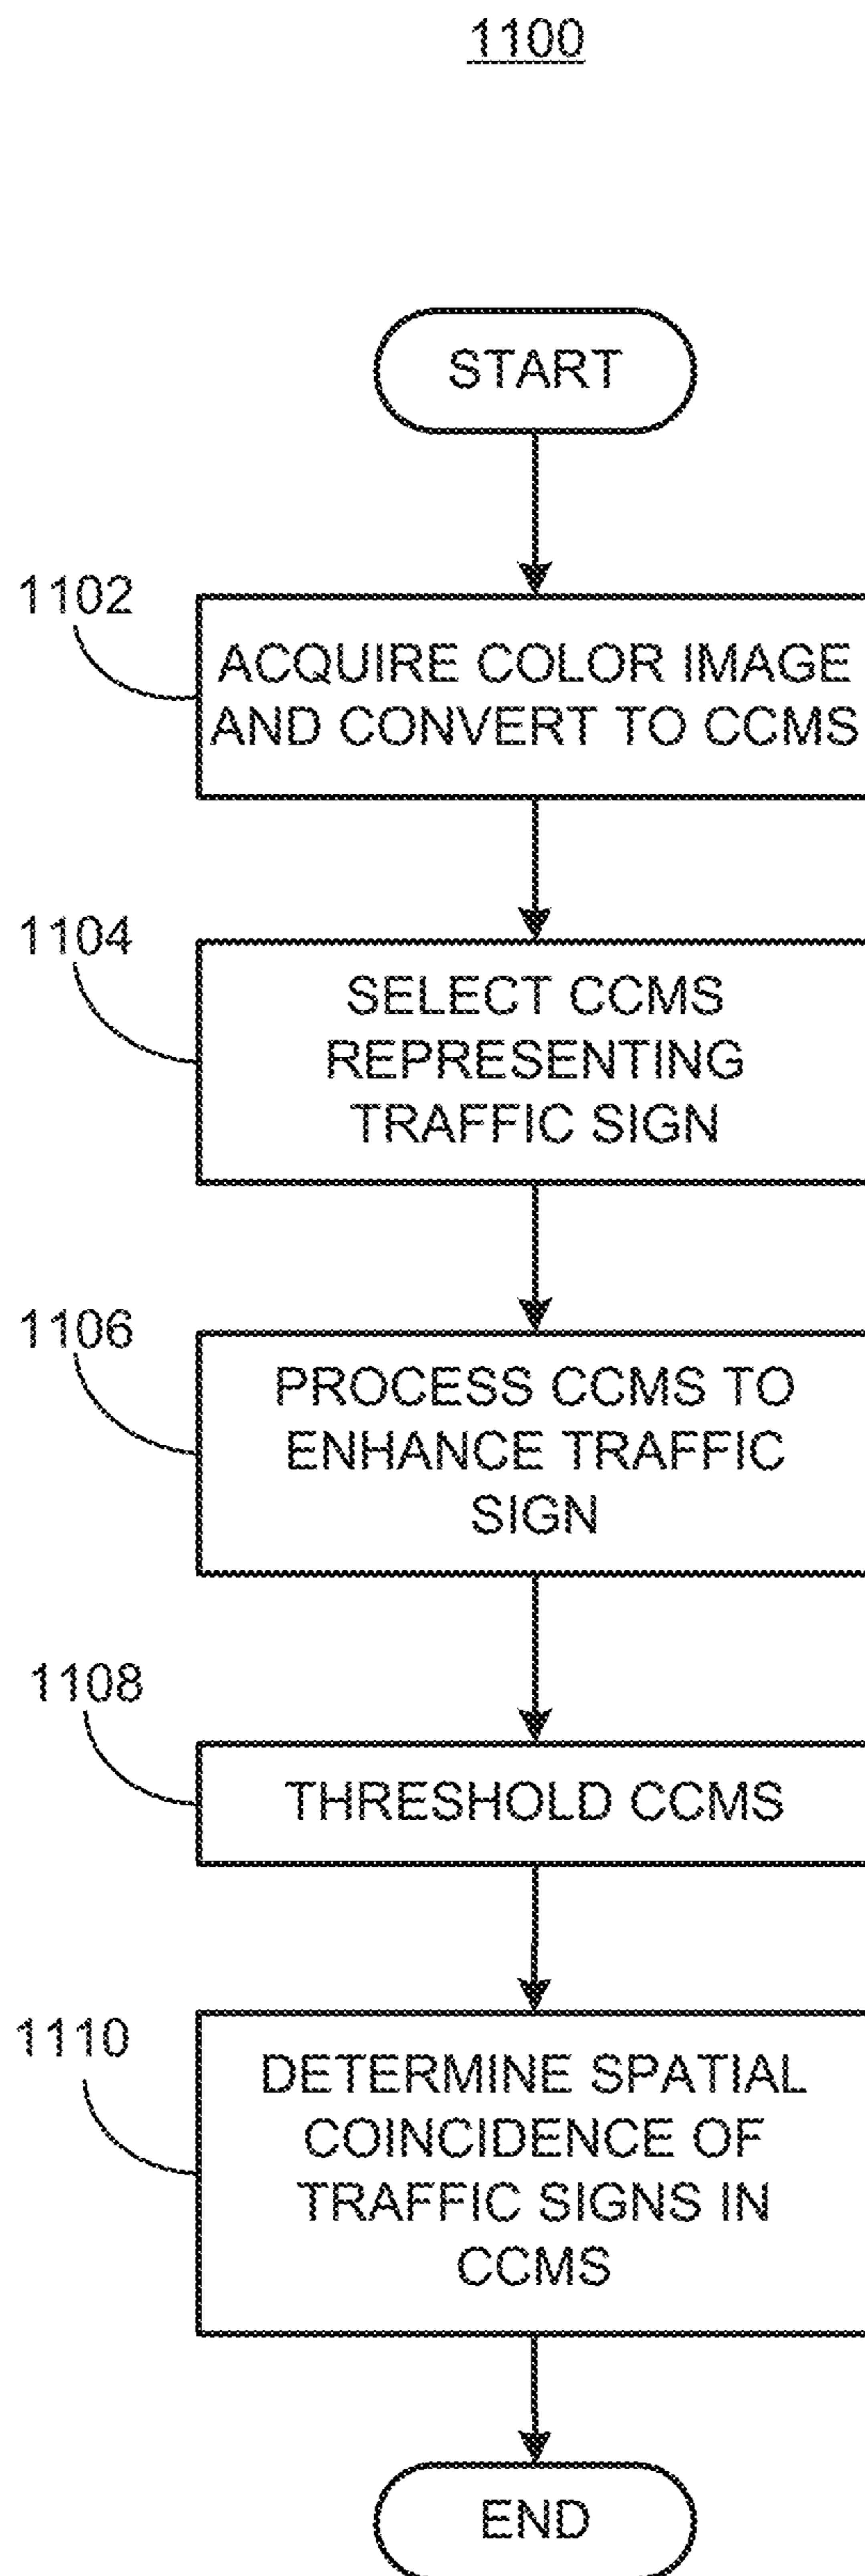 1100
START
1102
ACQUIRE COLOR IMAGE
AND CONVERT TO CCMS
1104
SELECT CCMS
REPRESENTING
TRAFFIC SIGN
1106
PROCESS CCMS TO
ENHANCE TRAFFIC
SIGN
1108
THRESHOLD CCMS
1110
DETERMINE SPATIAL
COINCIDENCE OF
TRAFFIC SIGNS IN
CCMS
END